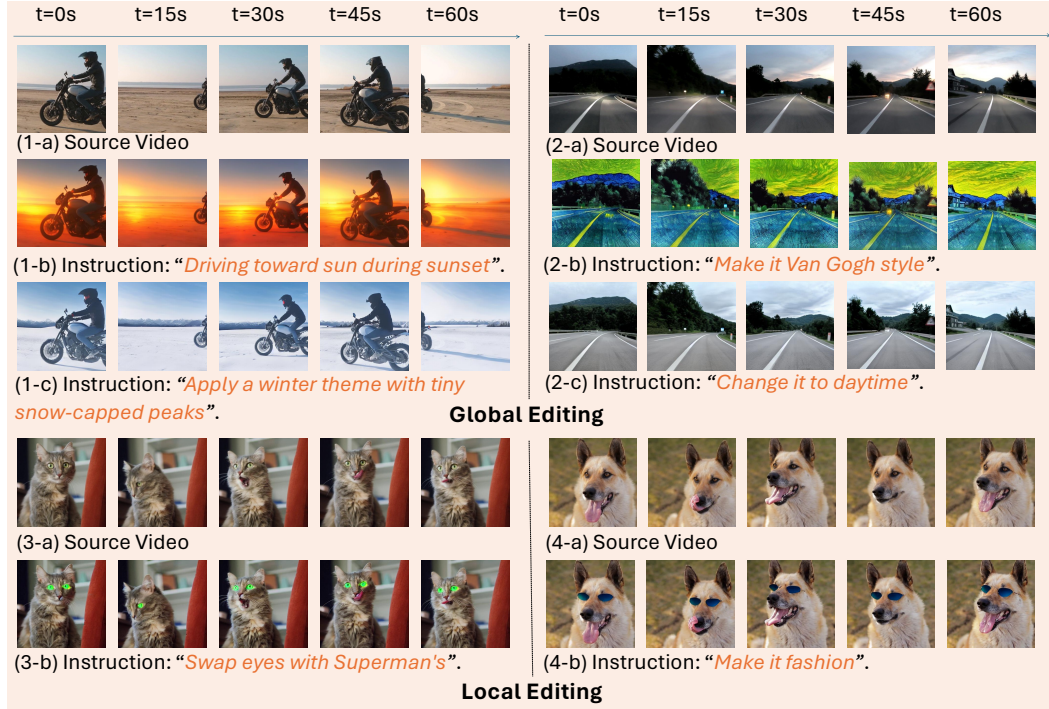 t=0s t=15s t=30s t=45s t=60s
t=0s t=15s t=30s t=45s t=60s
(1-a) Source Video
(2-a) Source Video
(1-b) Instruction: “Driving toward sun during sunset”.
(2-b) Instruction: “Make it Van Gogh style”.
(1-c) Instruction: “Apply a winter theme with tiny
snow-capped peaks”.
(2-c) Instruction: “Change it to daytime”.
Global Editing
(3-a) Source Video
(4-a) Source Video
(3-b) Instruction: “Swap eyes with Superman's”.
(4-b) Instruction: “Make it fashion”.
Local Editing